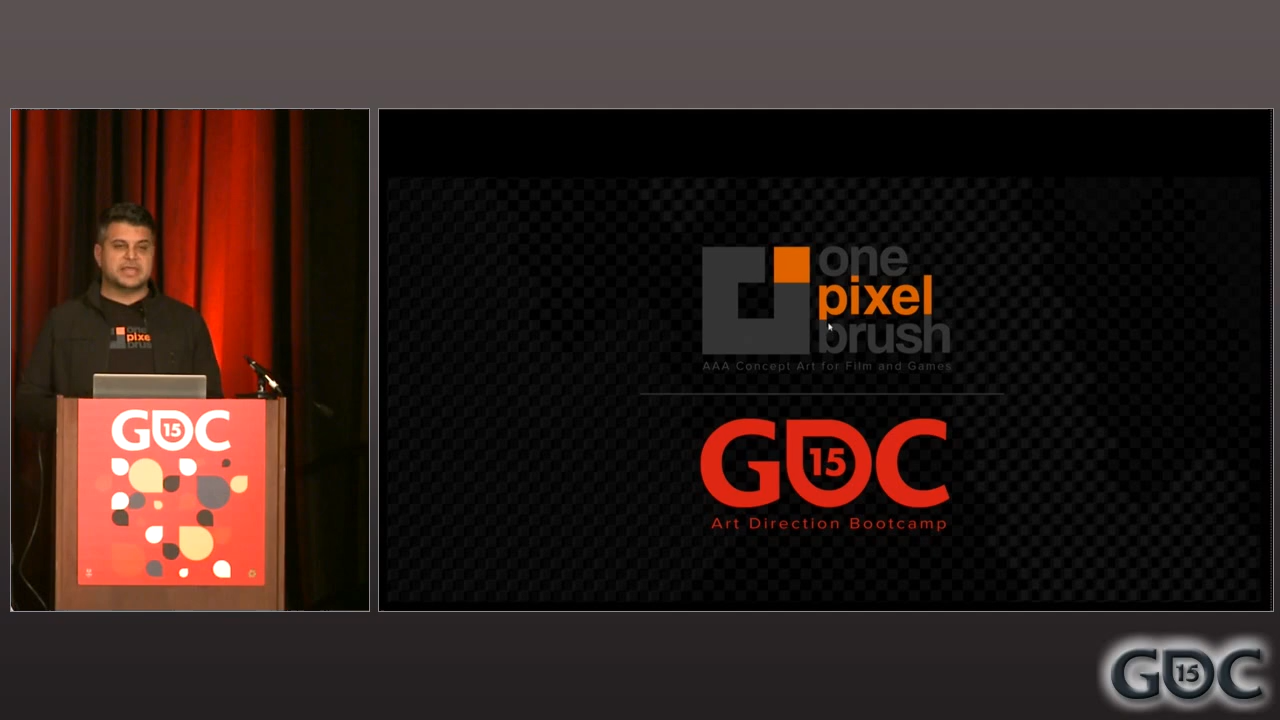 one
pixel
brush
GDC
15
one
pixel
brush
AAA Concept Art for Film and Games
GDC
15
Art Direction Bootcamp
GDC
15